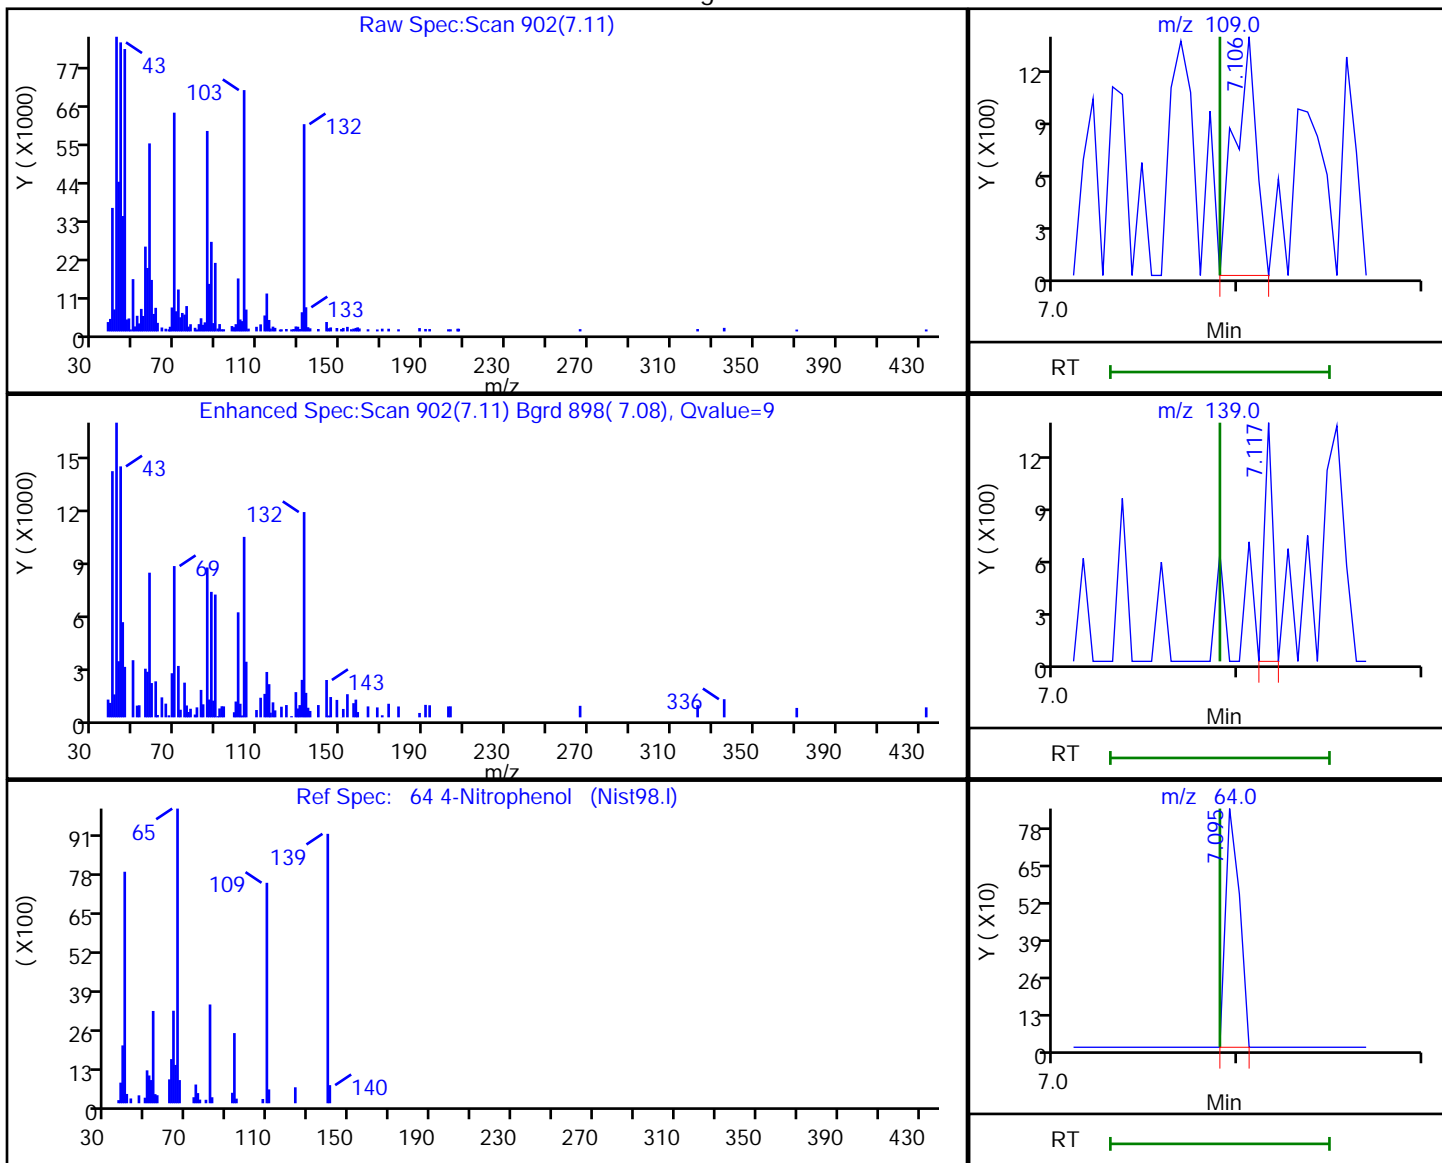 Raw Spec:Scan 902(7.11)
Y ( X1000)
77
66
55
44
33
22
11
0
43
103
132
133
30 70 110 150 190 230 270 310 350 390 430
m/z
m/z 109.0
Y ( X100)
12
9
6
3
0
7.106
7.0
Min
RT
Enhanced Spec:Scan 902(7.11) Bgrd 898( 7.08), Qvalue=9
Y ( X1000)
15
12
9
6
3
0
43
132
69
143
336
30 70 110 150 190 230 270 310 350 390 430
m/z
m/z 139.0
Y ( X100)
12
9
6
3
0
7.117
7.0
Min
RT
Ref Spec: 64 4-Nitrophenol (Nist98.l)
( X100)
91
78
65
52
39
26
13
0
65
139
109
140
30 70 110 150 190 230 270 310 350 390 430
m/z 64.0
Y ( X10)
78
65
52
39
26
13
0
7.095
7.0
Min
RT